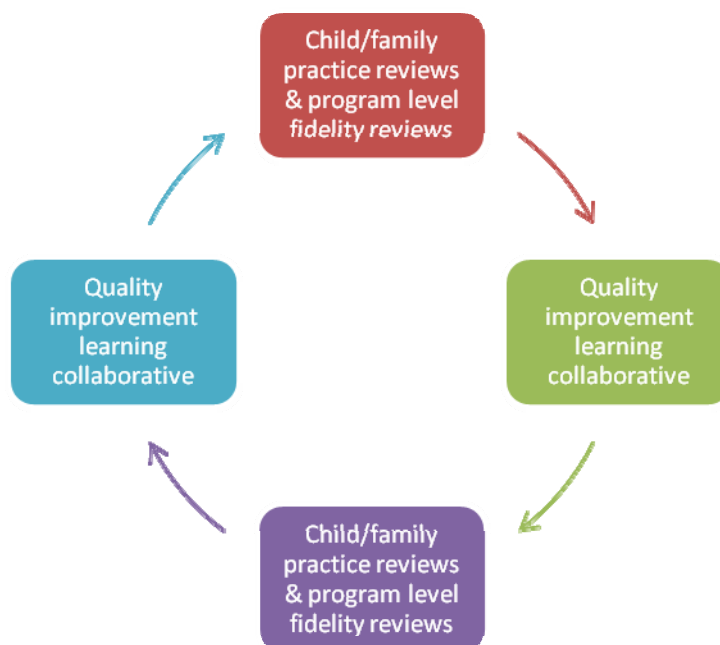 Child/family
practice reviews
& program level
fidelity reviews
Quality
improvement
learning
collaborative
Quality
improvement
learning
collaborative
Child/family
practice reviews
& program level
fidelity reviews